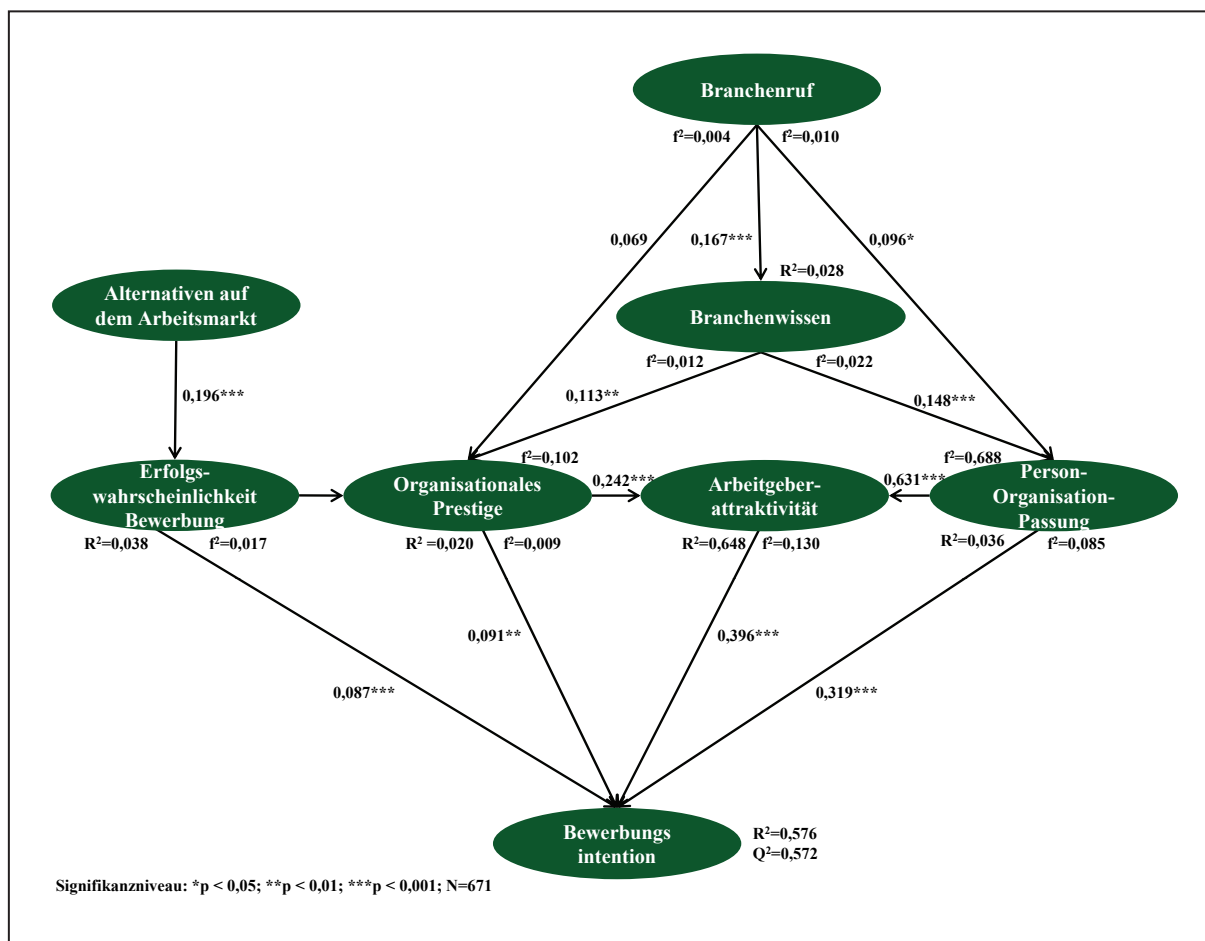 Branchenruf
f²=0,004
f²=0,010
0,069
0,167***
0,096*
R²=0,028
Alternativen auf
dem Arbeitsmarkt
Branchenwissen
f²=0,012
f²=0,022
0,196***
0,113**
0,148***
f²=0,102
f²=0,688
Erfolgs-
wahrscheinlichkeit
Bewerbung
Organisationales
Prestige
0,242***
Arbeitgeber-
attraktivität
0,631***
Person-
Organisation-
Passung
R²=0,038
f²=0,017
R² =0,020
f²=0,009
R²=0,648
f²=0,130
R²=0,036
f²=0,085
0,091**
0,396***
0,087***
0,319***
Bewerbungs
intention
R²=0,576
Q²=0,572
Signifikanzniveau: *p < 0,05; **p < 0,01; ***p < 0,001; N=671